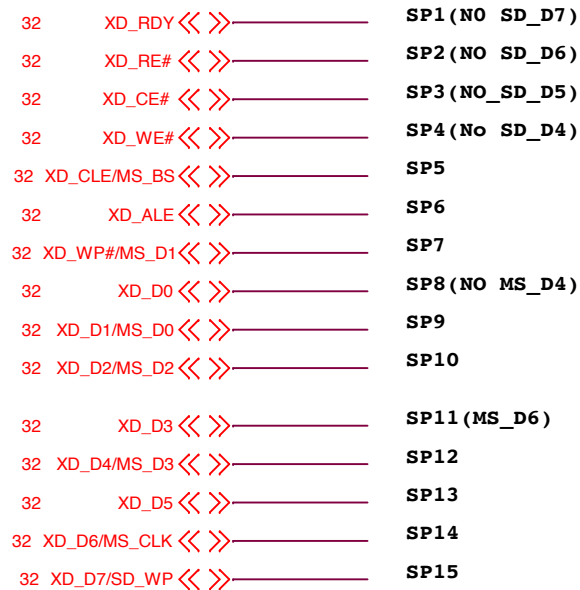 32 XD_RDY SP1(N0 SD_D7)
32 XD_RE# SP2(NO SD_D6)
32 XD_CE# SP3(NO_SD_D5)
32 XD_WE# SP4(No SD_D4)
32 XD_CLE/MS_BS SP5
32 XD_ALE SP6
32 XD_WP#/MS_D1 SP7
32 XD_D0 SP8(NO MS_D4)
32 XD_D1/MS_D0 SP9
32 XD_D2/MS_D2 SP10
32 XD_D3 SP11(MS_D6)
32 XD_D4/MS_D3 SP12
32 XD_D5 SP13
32 XD_D6/MS_CLK SP14
32 XD_D7/SD_WP SP15